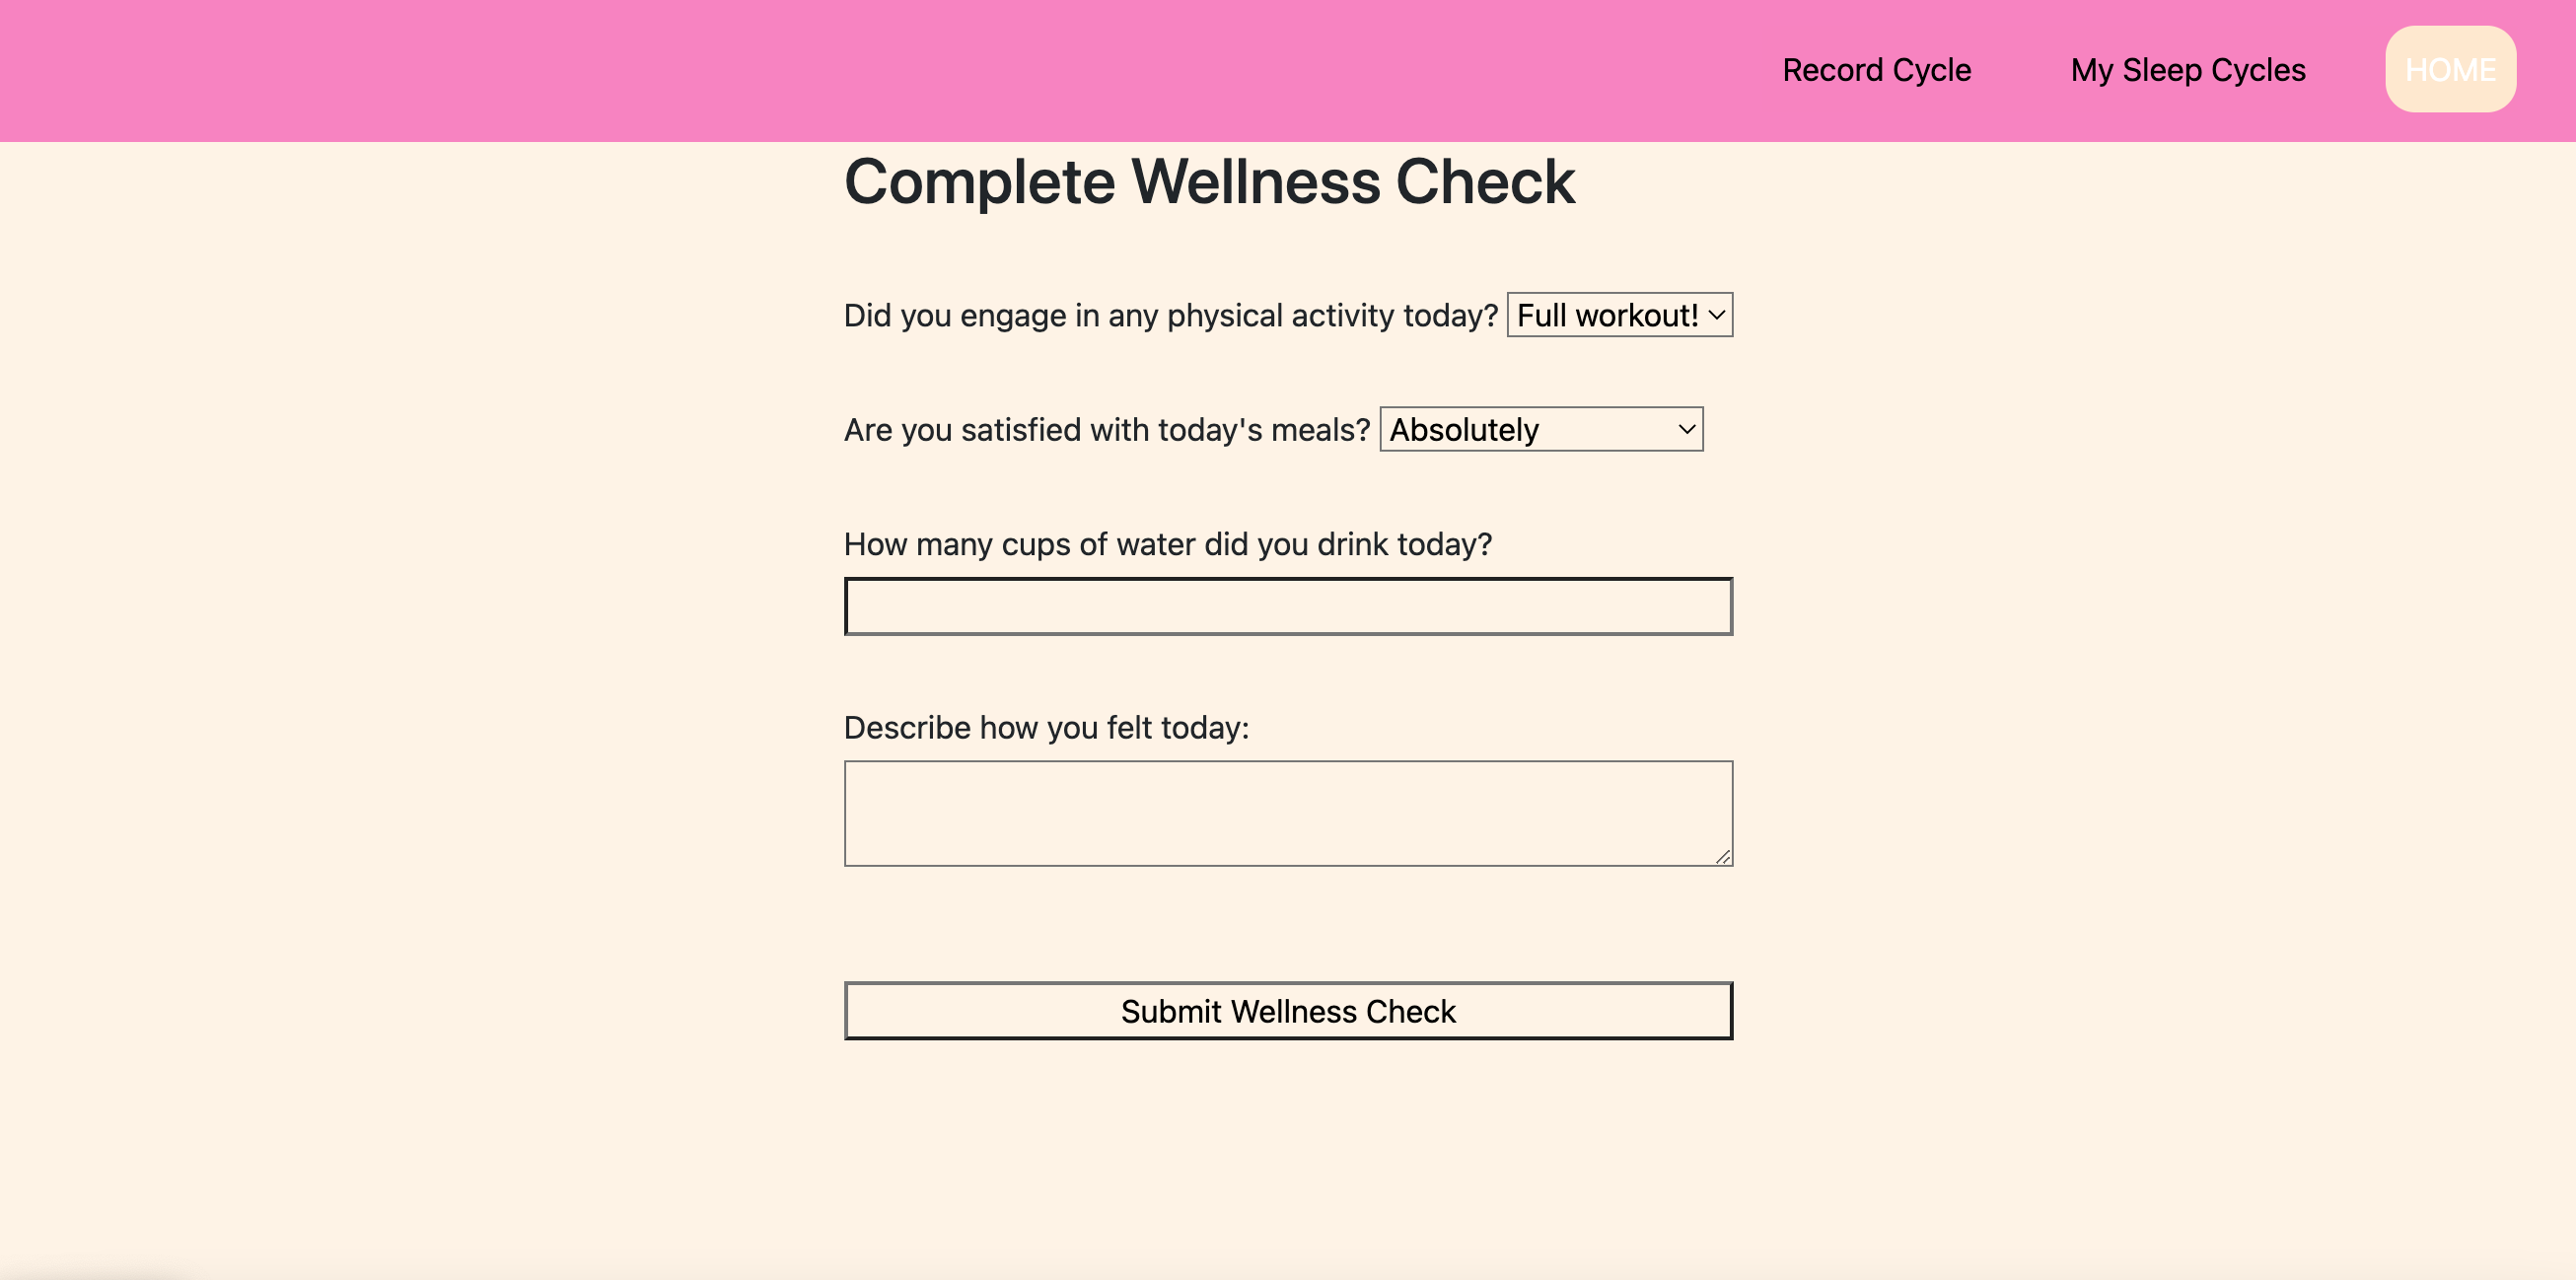 Record Cycle My Sleep Cycles HOME
Complete Wellness Check
Did you engage in any physical activity today? Full workout!
Are you satisfied with today's meals? Absolutely
How many cups of water did you drink today?
Describe how you felt today:
Submit Wellness Check